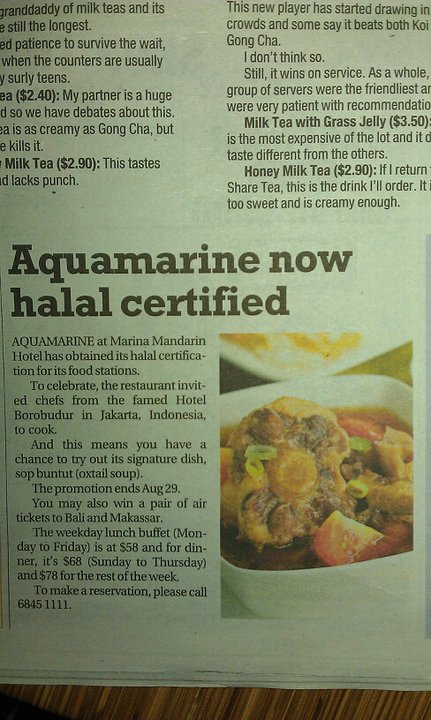 granddaddy of milk teas and its
e still the longest.
ed patience to survive the wait,
when the counters are usually
y surly teens.
ea ($2.40): My partner is a huge
d so we have debates about this.
ea is as creamy as Gong Cha, but
e kills it.
Milk Tea ($2.90): This tastes
nd lacks punch.
This new player has started drawing in
crowds and some say it beats both Koi
Gong Cha.
I don't think so.
Still, it wins on service. As a whole,
group of servers were the friendliest an
were very patient with recommendatio
Milk Tea with Grass Jelly ($3.50):
is the most expensive of the lot and it d
taste different from the others.
Honey Milk Tea ($2.90): If I return
Share Tea, this is the drink I'll order. It i
too sweet and is creamy enough.
Aquamarine now
halal certified
AQUAMARINE at Marina Mandarin
Hotel has obtained its halal certifica-
tion for its food stations.
To celebrate, the restaurant invit-
ed chefs from the famed Hotel
Borobudur in Jakarta, Indonesia,
to cook.
And this means you have a
chance to try out its signature dish,
sop buntut (oxtail soup).
The promotion ends Aug 29.
You may also win a pair of air
tickets to Bali and Makassar.
The weekday lunch buffet (Mon-
day to Friday) is at $58 and for din-
ner, it's $68 (Sunday to Thursday)
and $78 for the rest of the week.
To make a reservation, please call
6845 1111.